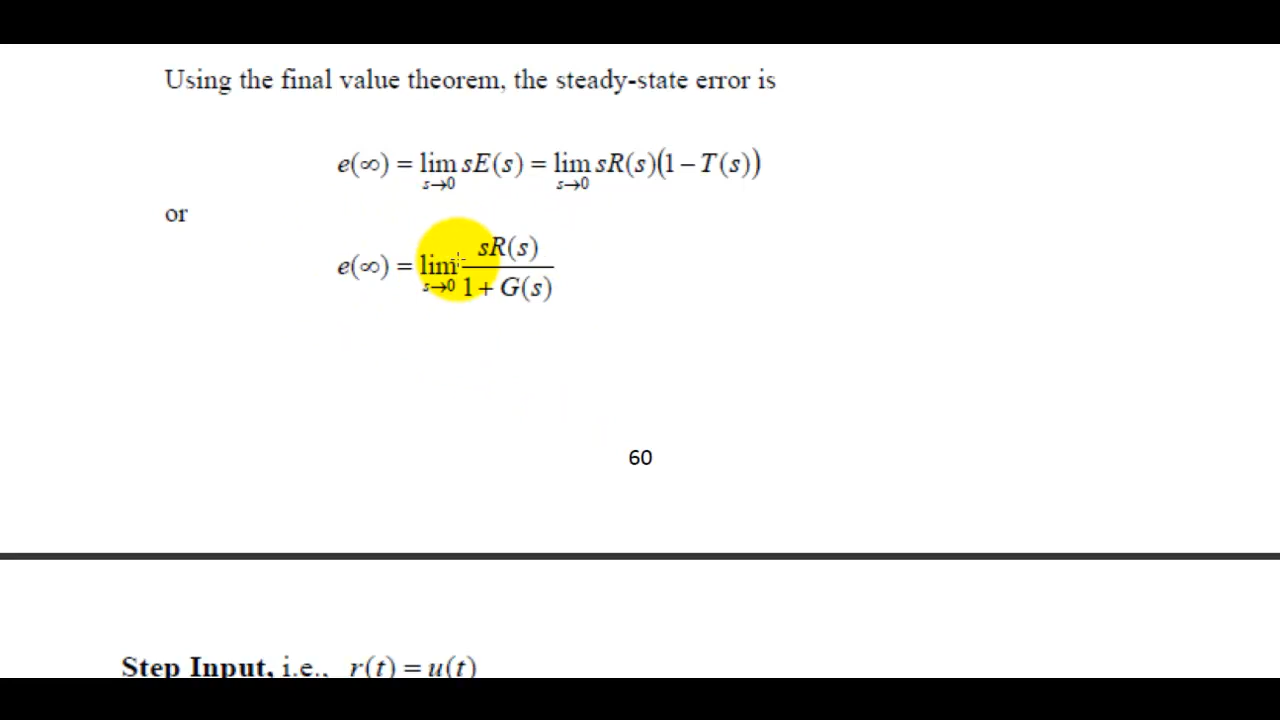 Using the final value theorem, the steady-state error is
e(∞) = lim s→0 sE(s) = lim s→0 sR(s)(1 − T(s))
or
e(∞) = lim s→0 sR(s) / 1 + G(s)
60
Step Input, i.e., r(t) = u(t)